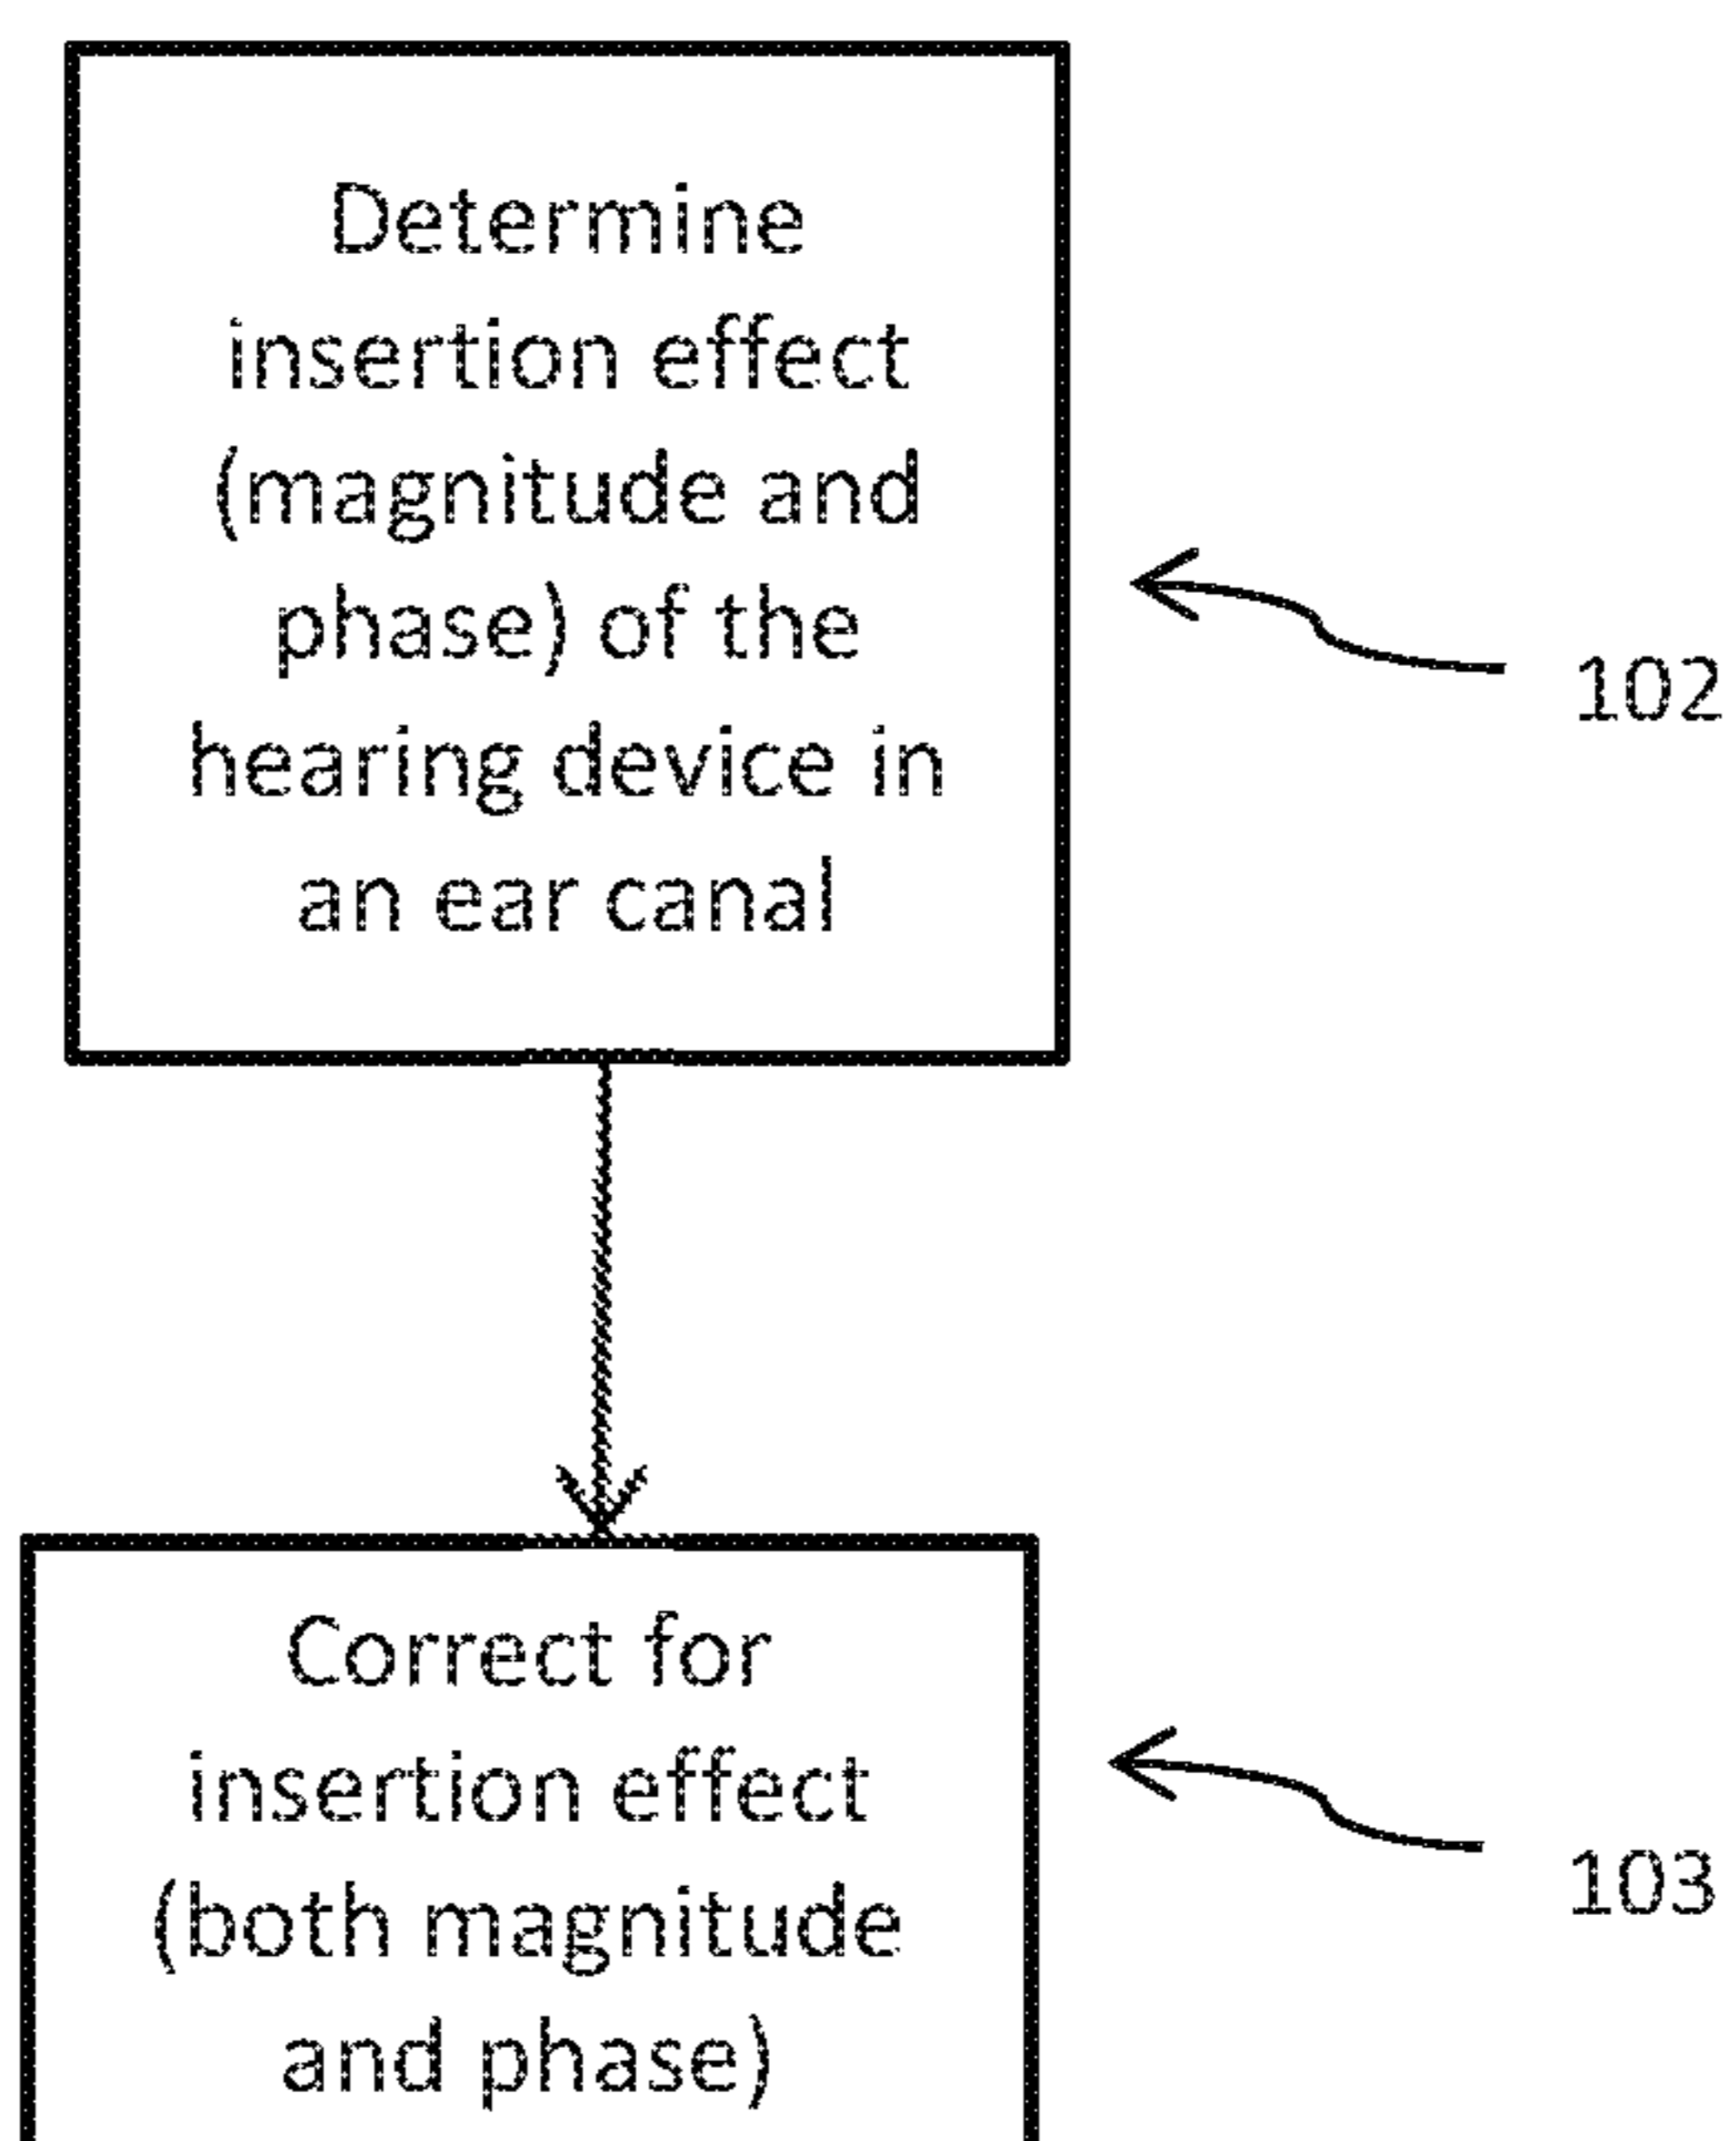 Determine
insertion effect
(magnitude and
phase) of the
hearing device in
an ear canal
102
Correct for
insertion effect
(both magnitude
and phase)
103